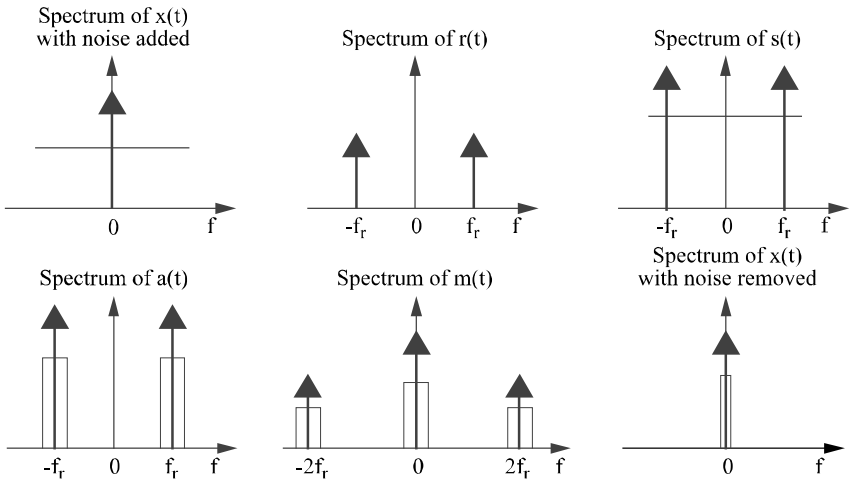 Spectrum of x(t)
with noise added
0
f
Spectrum of r(t)
-fr
0
fr
f
Spectrum of s(t)
-fr
0
fr
f
Spectrum of a(t)
-fr
0
fr
f
Spectrum of m(t)
-2fr
0
2fr
f
Spectrum of x(t)
with noise removed
0
f